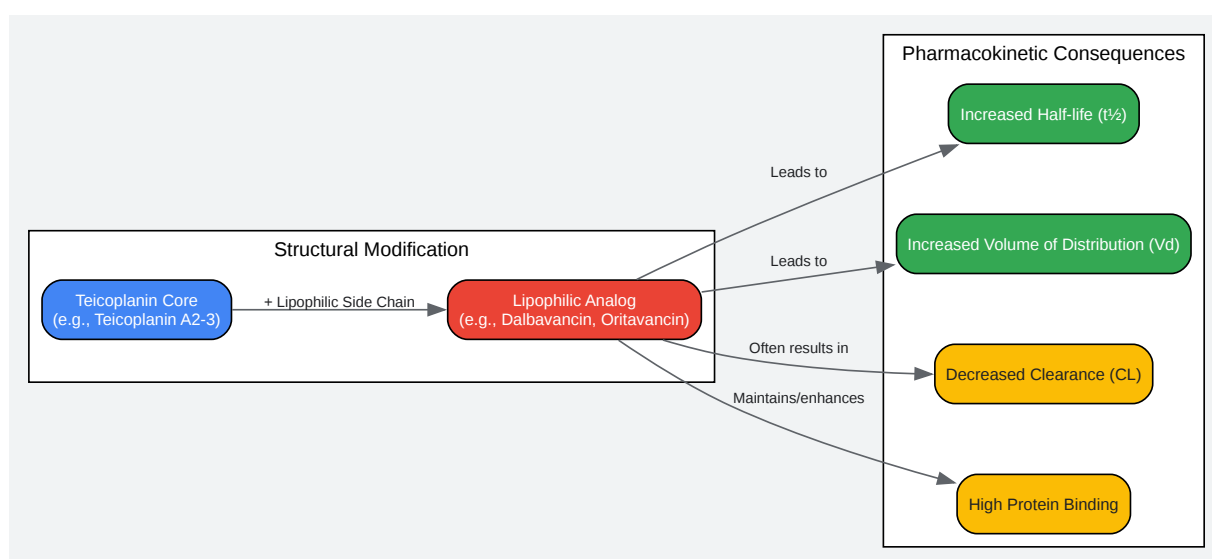 Structural Modification
Teicoplanin Core
(e.g., Teicoplanin A2-3)
+ Lipophilic Side Chain
Lipophilic Analog
(e.g., Dalbavancin, Oritavancin)
Leads to
Leads to
Often results in
Maintains/enhances
Pharmacokinetic Consequences
Increased Half-life (t½)
Increased Volume of Distribution (Vd)
Decreased Clearance (CL)
High Protein Binding